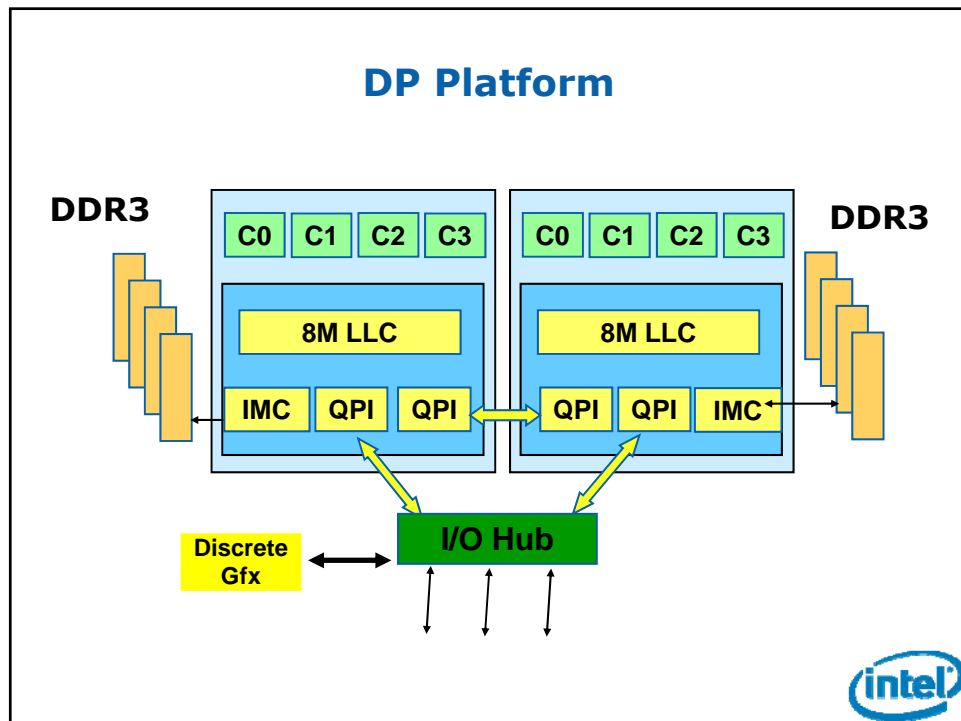 DP Platform
DDR3
DDR3
C0 C1 C2 C3
C0 C1 C2 C3
8M LLC
8M LLC
IMC QPI QPI
QPI QPI IMC
I/O Hub
Discrete
Gfx
intel